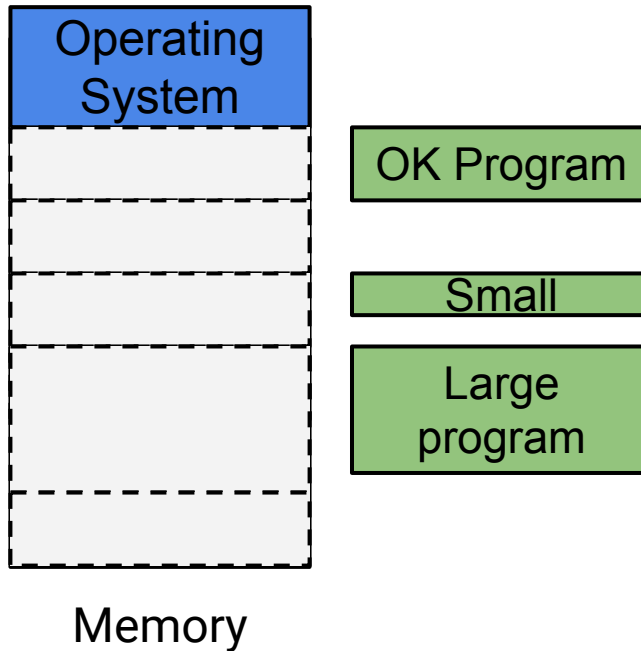 Operating
System
OK Program
Small
Large
program
Memory